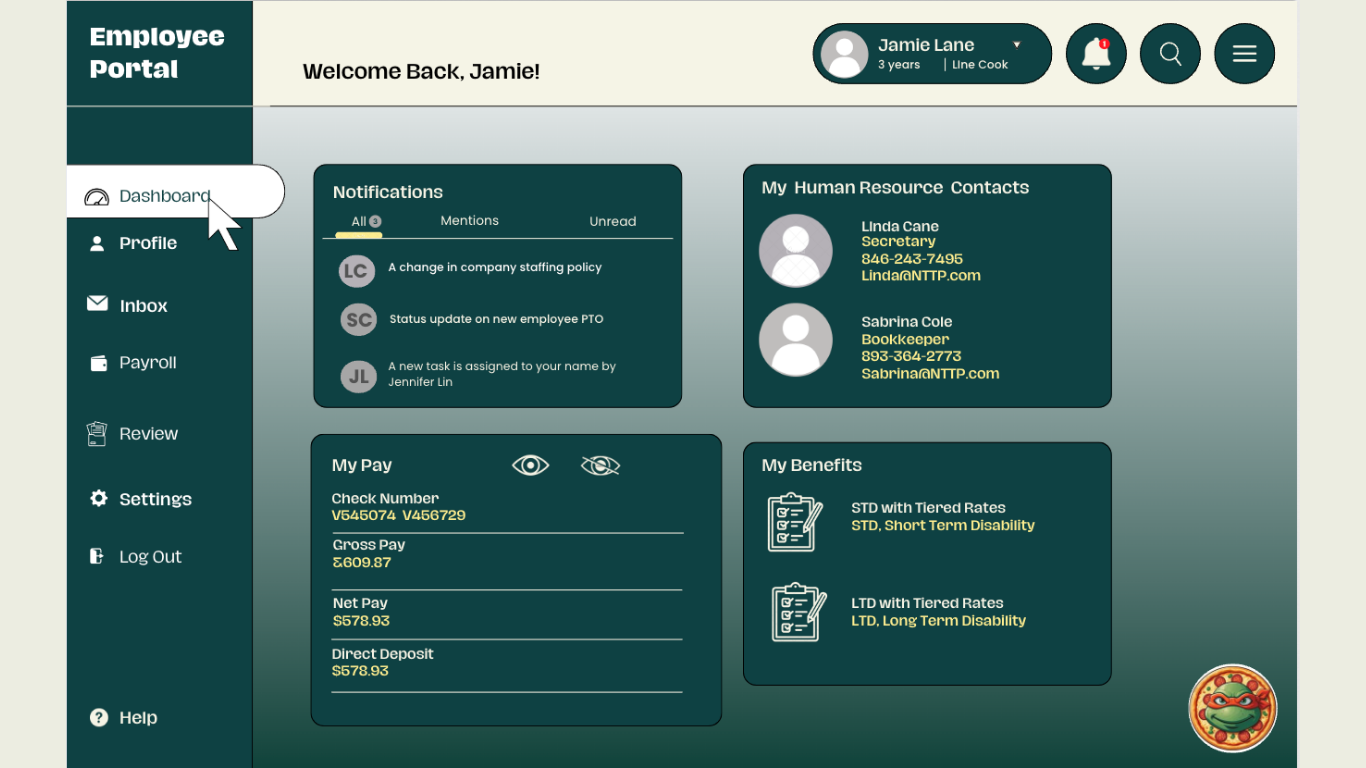 Employee
Portal
Welcome Back, Jamie!
Jamie Lane
3 years | LIne Cook
1
Dashboard
Profile
Inbox
Payroll
Review
Settings
Log Out
? Help
Notifications
All 3 Mentions Unread
LC A change in company staffing policy
SC Status update on new employee PTO
JL A new task is assigned to your name by
Jennifer Lin
My Human Resource Contacts
LInda Cane
Secretary
846-243-7495
Linda@NTTP.com
Sabrina Cole
Bookkeeper
893-364-2773
Sabrina@NTTP.com
My Pay
Check Number
V545074 V456729
Gross Pay
&609.87
Net Pay
$578.93
Direct Deposit
$578.93
My Benefits
STD with Tiered Rates
STD, Short Term Disability
LTD with Tiered Rates
LTD, Long Term Disability